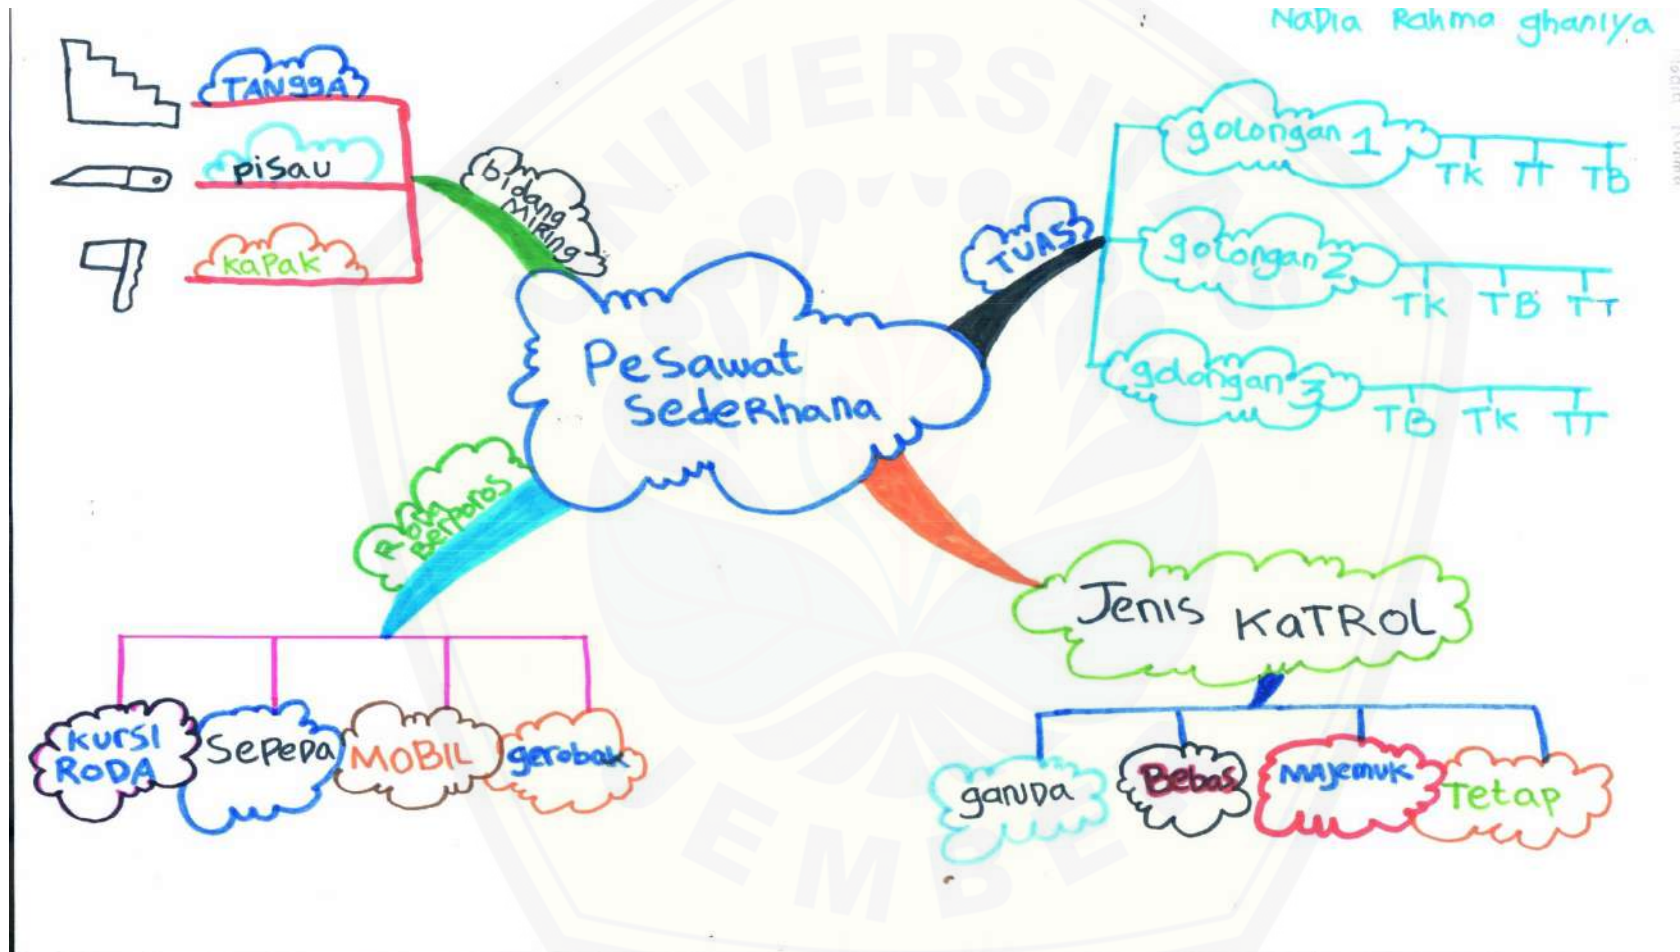 Nadia Rahma ghaniya
TANggA
pisau
kapak
bidang
Miring
Pesawat
Sederhana
TUAS
golongan 1
TK TT TB
golongan 2
TK TB TT
golongan 3
TB TK TT
Roda
Berporos
KURSI
RODA
SePeDa
MOBIL
gerobak
Jenis KaTROL
ganDa
Bebas
MAjemuk
Tetap
UNIVERSITAS
JEMBER